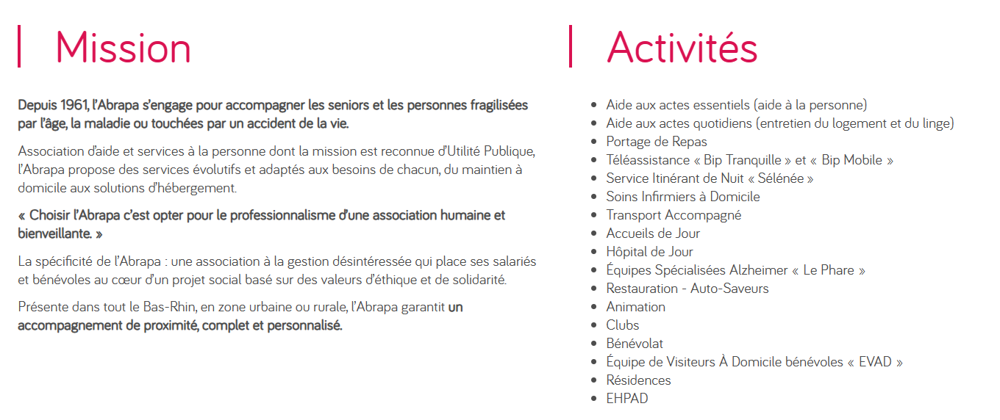 Mission
Depuis 1961, l'Abrapa s'engage pour accompagner les seniors et les personnes fragilisées
par l'âge, la maladie ou touchées par un accident de la vie.
Association d'aide et services à la personne dont la mission est reconnue d'Utilité Publique,
l'Abrapa propose des services évolutifs et adaptés aux besoins de chacun, du maintien à
domicile aux solutions d'hébergement.
« Choisir l'Abrapa c'est opter pour le professionnalisme d'une association humaine et
bienveillante. »
La spécificité de l'Abrapa : une association à la gestion désintéressée qui place ses salariés
et bénévoles au cœur d'un projet social basé sur des valeurs d'éthique et de solidarité.
Présente dans tout le Bas-Rhin, en zone urbaine ou rurale, l'Abrapa garantit un
accompagnement de proximité, complet et personnalisé.
Activités
• Aide aux actes essentiels (aide à la personne)
• Aide aux actes quotidiens (entretien du logement et du linge)
• Portage de Repas
• Téléassistance « Bip Tranquille » et « Bip Mobile »
• Service Itinérant de Nuit « Sélénée »
• Soins Infirmiers à Domicile
• Transport Accompagné
• Accueils de Jour
• Hôpital de Jour
• Équipes Spécialisées Alzheimer « Le Phare »
• Restauration - Auto-Saveurs
• Animation
• Clubs
• Bénévolat
• Équipe de Visiteurs À Domicile bénévoles « EVAD »
• Résidences
• EHPAD